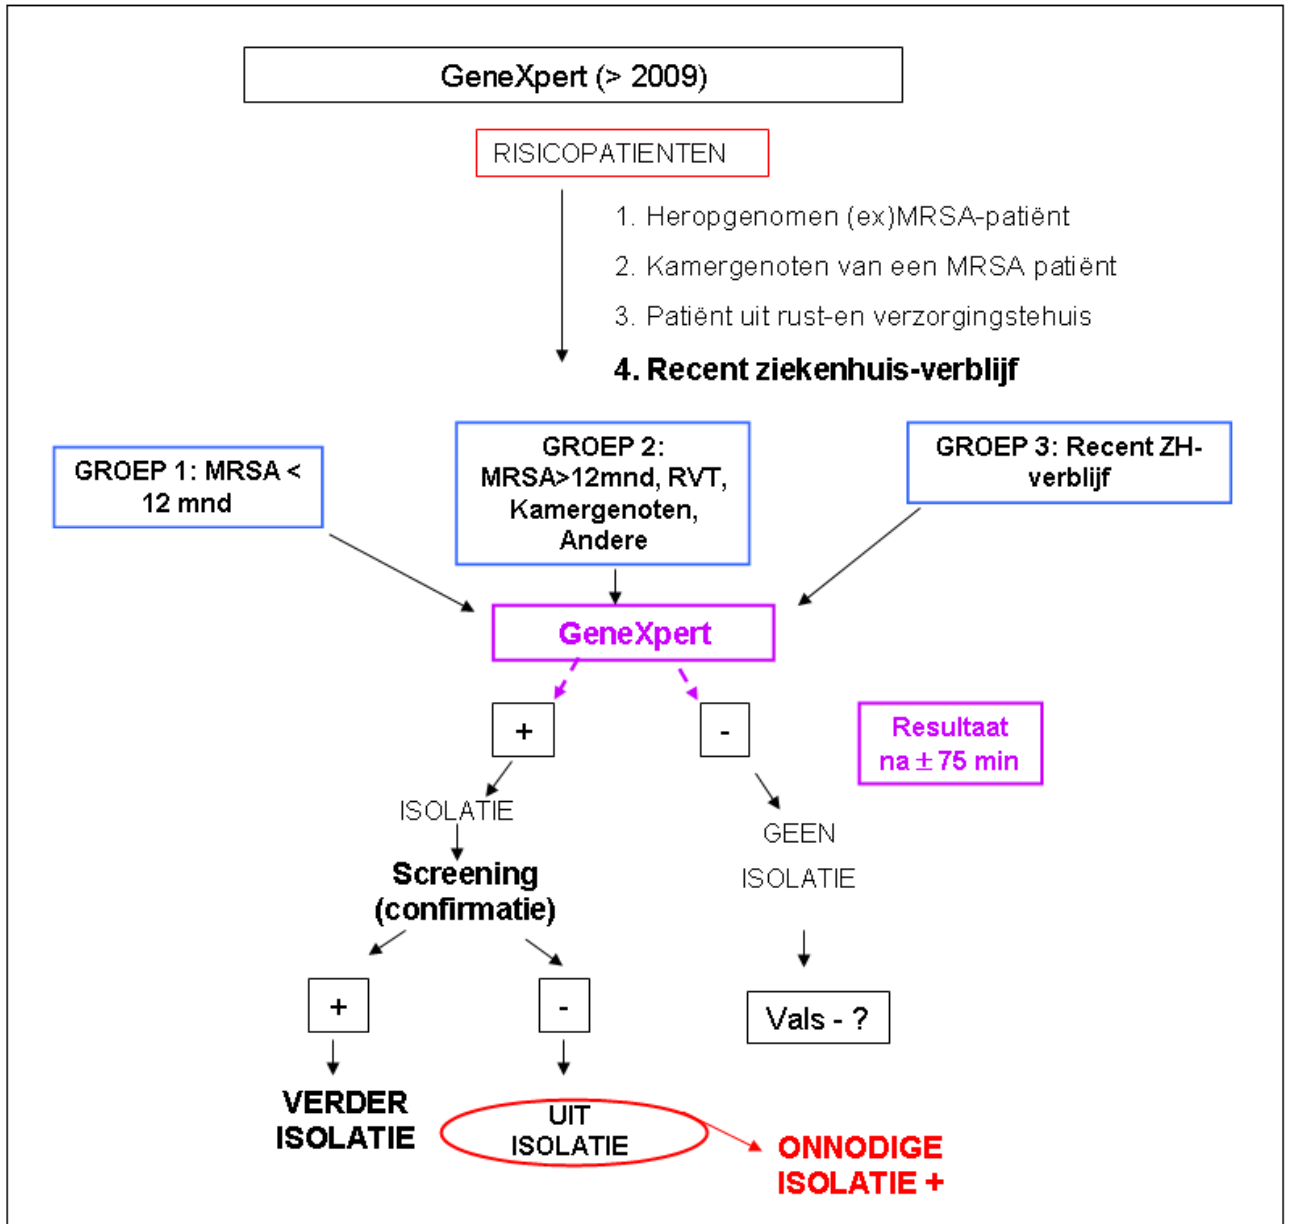 GeneXpert (> 2009)
RISICOPATIENTEN
1. Heropgenomen (ex)MRSA-patiënt
2. Kamergenoten van een MRSA patiënt
3. Patiënt uit rust-en verzorgingstehuis
4. Recent ziekenhuis-verblijf
GROEP 1: MRSA <
12 mnd
GROEP 2:
MRSA>12mnd, RVT,
Kamergenoten,
Andere
GROEP 3: Recent ZH-
verblijf
GeneXpert
+
-
Resultaat
na ± 75 min
ISOLATIE
GEEN
ISOLATIE
Screening
(confirmatie)
+
-
Vals - ?
VERDER
ISOLATIE
UIT
ISOLATIE
ONNODIGE
ISOLATIE +